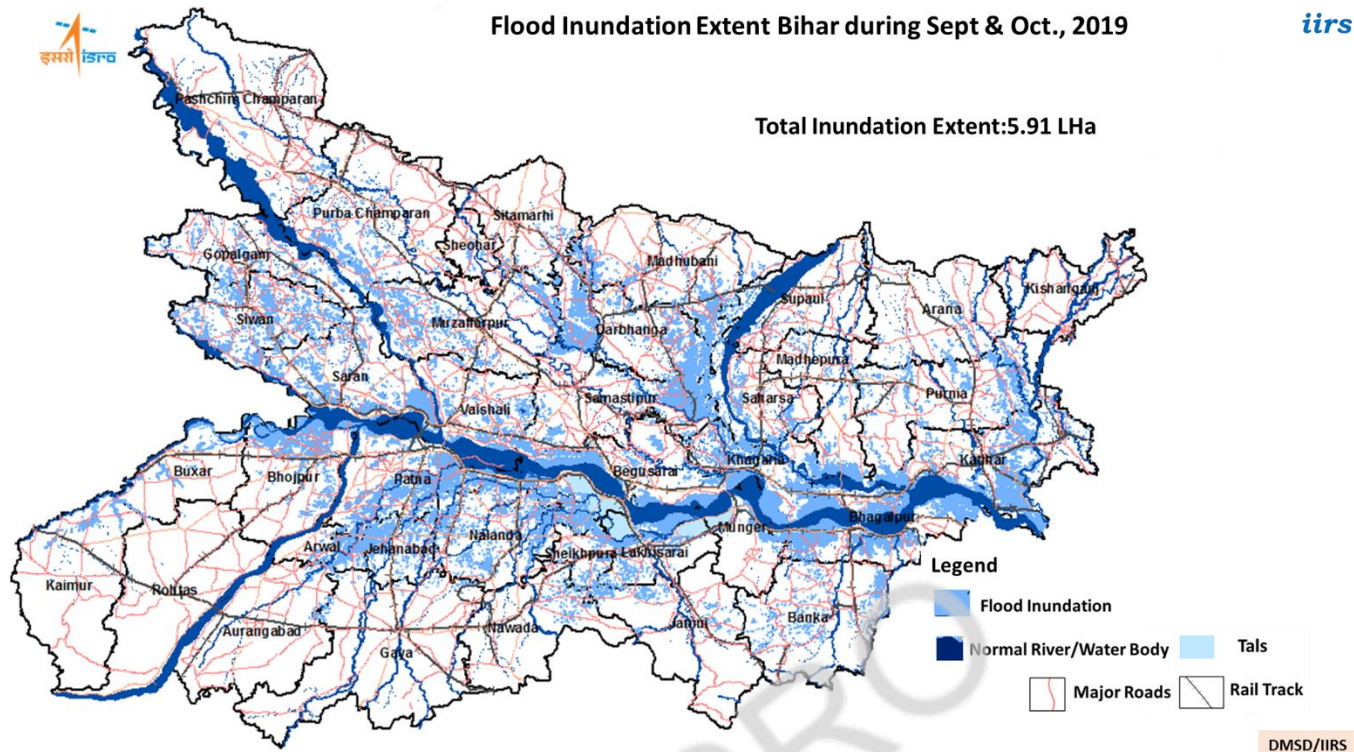 Flood Inundation Extent Bihar during Sept & Oct., 2019
iirs
इसरो isro
Total Inundation Extent:5.91 LHa
Pashchim Champaran
Purba Champaran
Sitamarhi
Sheohar
Gopalganj
Madhubani
Kishanganj
Supaul
Araria
Siwan
Muzaffarpur
Darbhanga
Madhepura
Saran
Purnia
Samastipur
Saharsa
Vaishali
Khagaria
Katihar
Buxar
Begusarai
Bhojpur
Patna
Bhagalpur
Munger
Nalanda
Arwal
Jehanabad
Sheikhpura
Lakhisarai
Legend
Kaimur
Rohtas
Flood Inundation
Banka
Jamui
Nawada
Aurangabad
Normal River/Water Body
Tals
Gaya
Major Roads
Rail Track
DMSD/IIRS